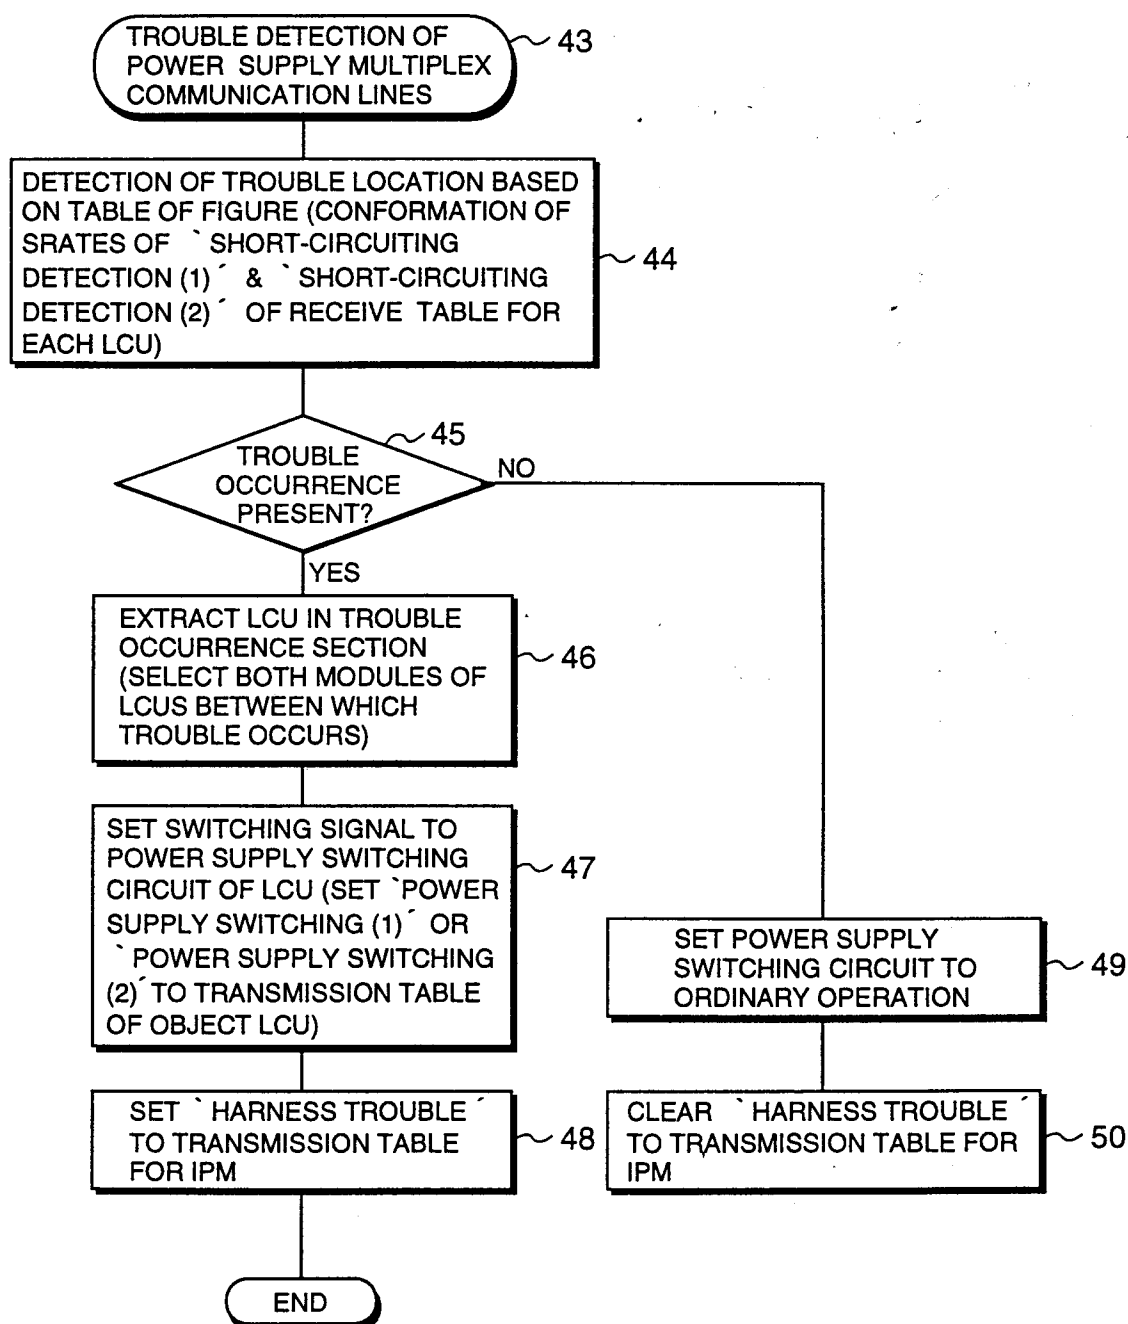 TROUBLE DETECTION OF
POWER SUPPLY MULTIPLEX
COMMUNICATION LINES
43
DETECTION OF TROUBLE LOCATION BASED
ON TABLE OF FIGURE (CONFORMATION OF
SRATES OF `SHORT-CIRCUITING
DETECTION (1)´ & `SHORT-CIRCUITING
DETECTION (2)´ OF RECEIVE TABLE FOR
EACH LCU)
44
45
TROUBLE
OCCURRENCE
PRESENT?
NO
YES
EXTRACT LCU IN TROUBLE
OCCURRENCE SECTION
(SELECT BOTH MODULES OF
LCUS BETWEEN WHICH
TROUBLE OCCURS)
46
SET SWITCHING SIGNAL TO
POWER SUPPLY SWITCHING
CIRCUIT OF LCU (SET `POWER
SUPPLY SWITCHING (1)´ OR
`POWER SUPPLY SWITCHING
(2)´ TO TRANSMISSION TABLE
OF OBJECT LCU)
47
SET POWER SUPPLY
SWITCHING CIRCUIT TO
ORDINARY OPERATION
49
SET `HARNESS TROUBLE´
TO TRANSMISSION TABLE
FOR IPM
48
CLEAR `HARNESS TROUBLE´
TO TRANSMISSION TABLE FOR
IPM
50
END